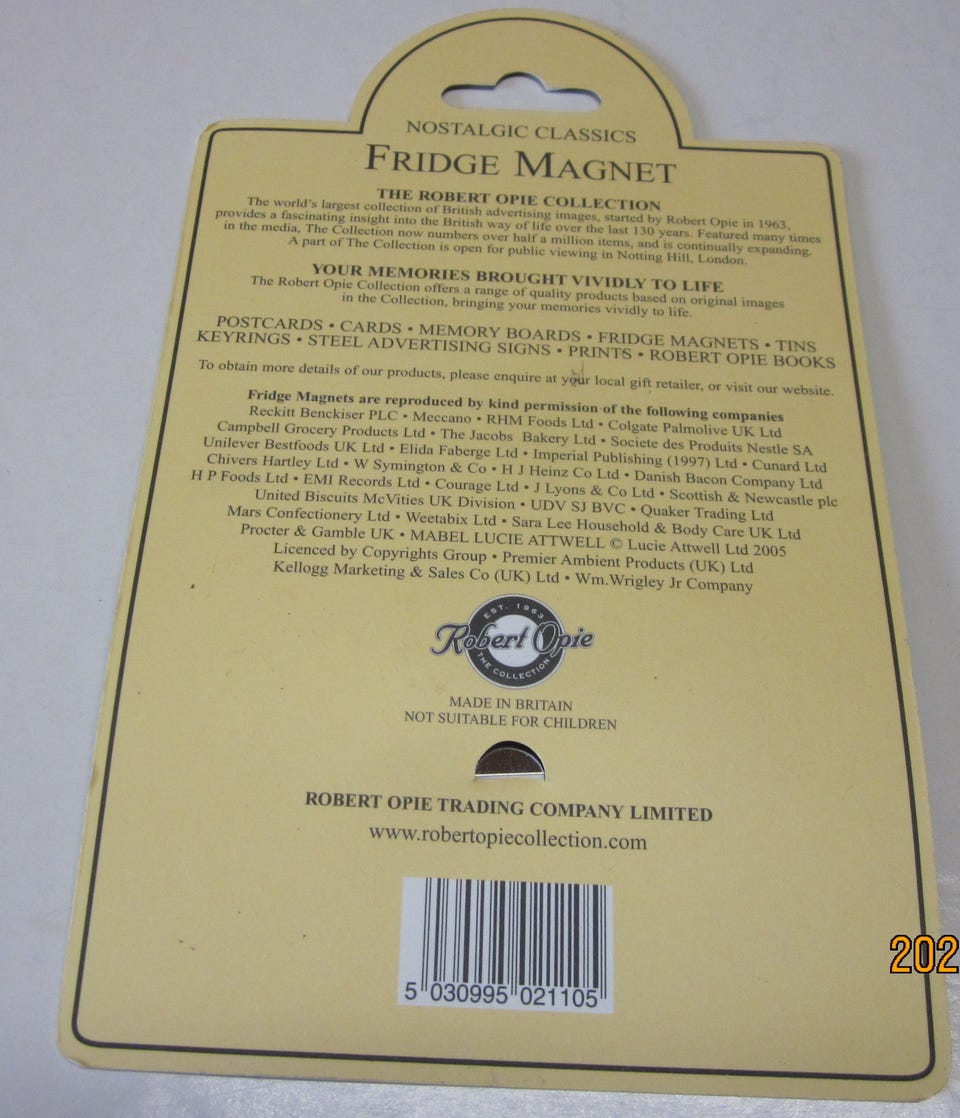 NOSTALGIC CLASSICS
FRIDGE MAGNET
THE ROBERT OPIE COLLECTION
The world's largest collection of British advertising images, started by Robert Opie in 1963,
provides a fascinating insight into the British way of life over the last 130 years. Featured many times
in the media, The Collection now numbers over half a million items, and is continually expanding.
A part of The Collection is open for public viewing in Notting Hill, London.
YOUR MEMORIES BROUGHT VIVIDLY TO LIFE
The Robert Opie Collection offers a range of quality products based on original images
in the Collection, bringing your memories vividly to life.
POSTCARDS • CARDS • MEMORY BOARDS • FRIDGE MAGNETS • TINS
KEYRINGS • STEEL ADVERTISING SIGNS • PRINTS • ROBERT OPIE BOOKS
To obtain more details of our products, please enquire at your local gift retailer, or visit our website.
Fridge Magnets are reproduced by kind permission of the following companies
Reckitt Benckiser PLC • Meccano • RHM Foods Ltd • Colgate Palmolive UK Ltd
Campbell Grocery Products Ltd • The Jacobs Bakery Ltd • Societe des Produits Nestle SA
Unilever Bestfoods UK Ltd • Elida Faberge Ltd • Imperial Publishing (1997) Ltd • Cunard Ltd
Chivers Hartley Ltd • W Symington & Co • H J Heinz Co Ltd • Danish Bacon Company Ltd
H P Foods Ltd • EMI Records Ltd • Courage Ltd • J Lyons & Co Ltd • Scottish & Newcastle plc
United Biscuits McVities UK Division • UDV SJ BVC • Quaker Trading Ltd
Mars Confectionery Ltd • Weetabix Ltd • Sara Lee Household & Body Care UK Ltd
Procter & Gamble UK • MABEL LUCIE ATTWELL © Lucie Attwell Ltd 2005
Licenced by Copyrights Group • Premier Ambient Products (UK) Ltd
Kellogg Marketing & Sales Co (UK) Ltd • Wm.Wrigley Jr Company
EST. 1963
Robert Opie
THE COLLECTION
MADE IN BRITAIN
NOT SUITABLE FOR CHILDREN
ROBERT OPIE TRADING COMPANY LIMITED
www.robertopiecollection.com
5 030995 021105
202